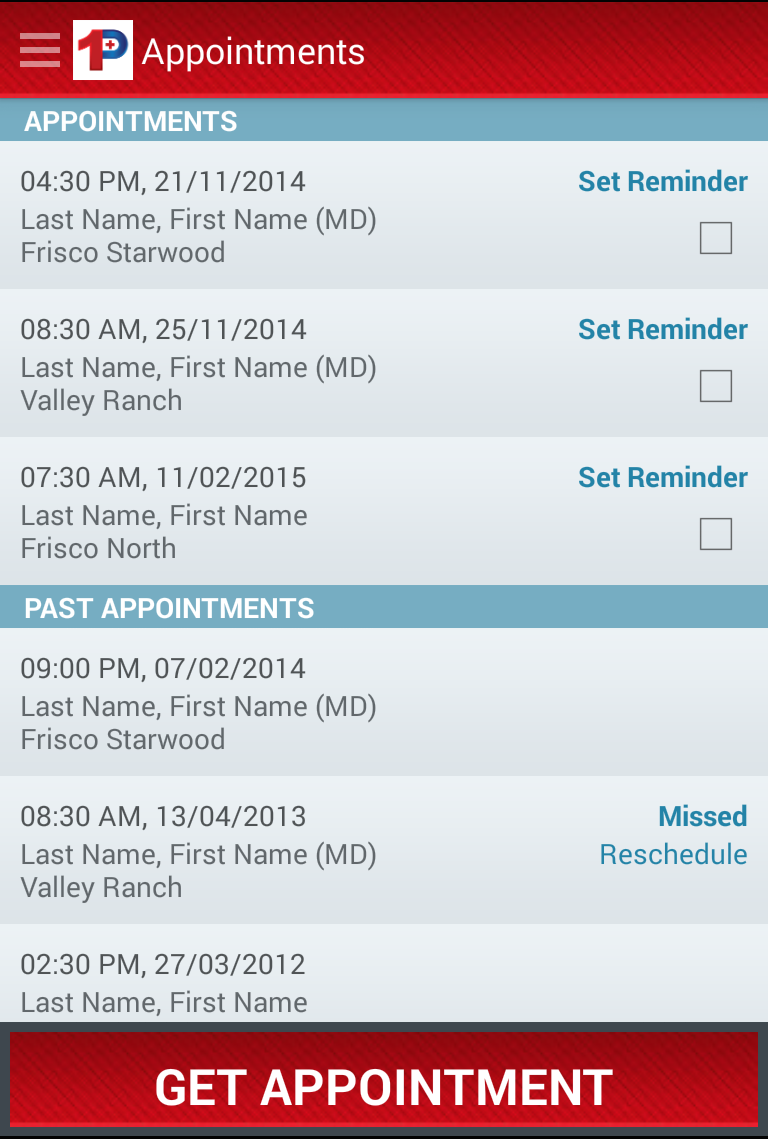 1P Appointments
APPOINTMENTS
04:30 PM, 21/11/2014 Set Reminder
Last Name, First Name (MD)
Frisco Starwood
08:30 AM, 25/11/2014 Set Reminder
Last Name, First Name (MD)
Valley Ranch
07:30 AM, 11/02/2015 Set Reminder
Last Name, First Name
Frisco North
PAST APPOINTMENTS
09:00 PM, 07/02/2014
Last Name, First Name (MD)
Frisco Starwood
08:30 AM, 13/04/2013 Missed
Last Name, First Name (MD) Reschedule
Valley Ranch
02:30 PM, 27/03/2012
Last Name, First Name
GET APPOINTMENT